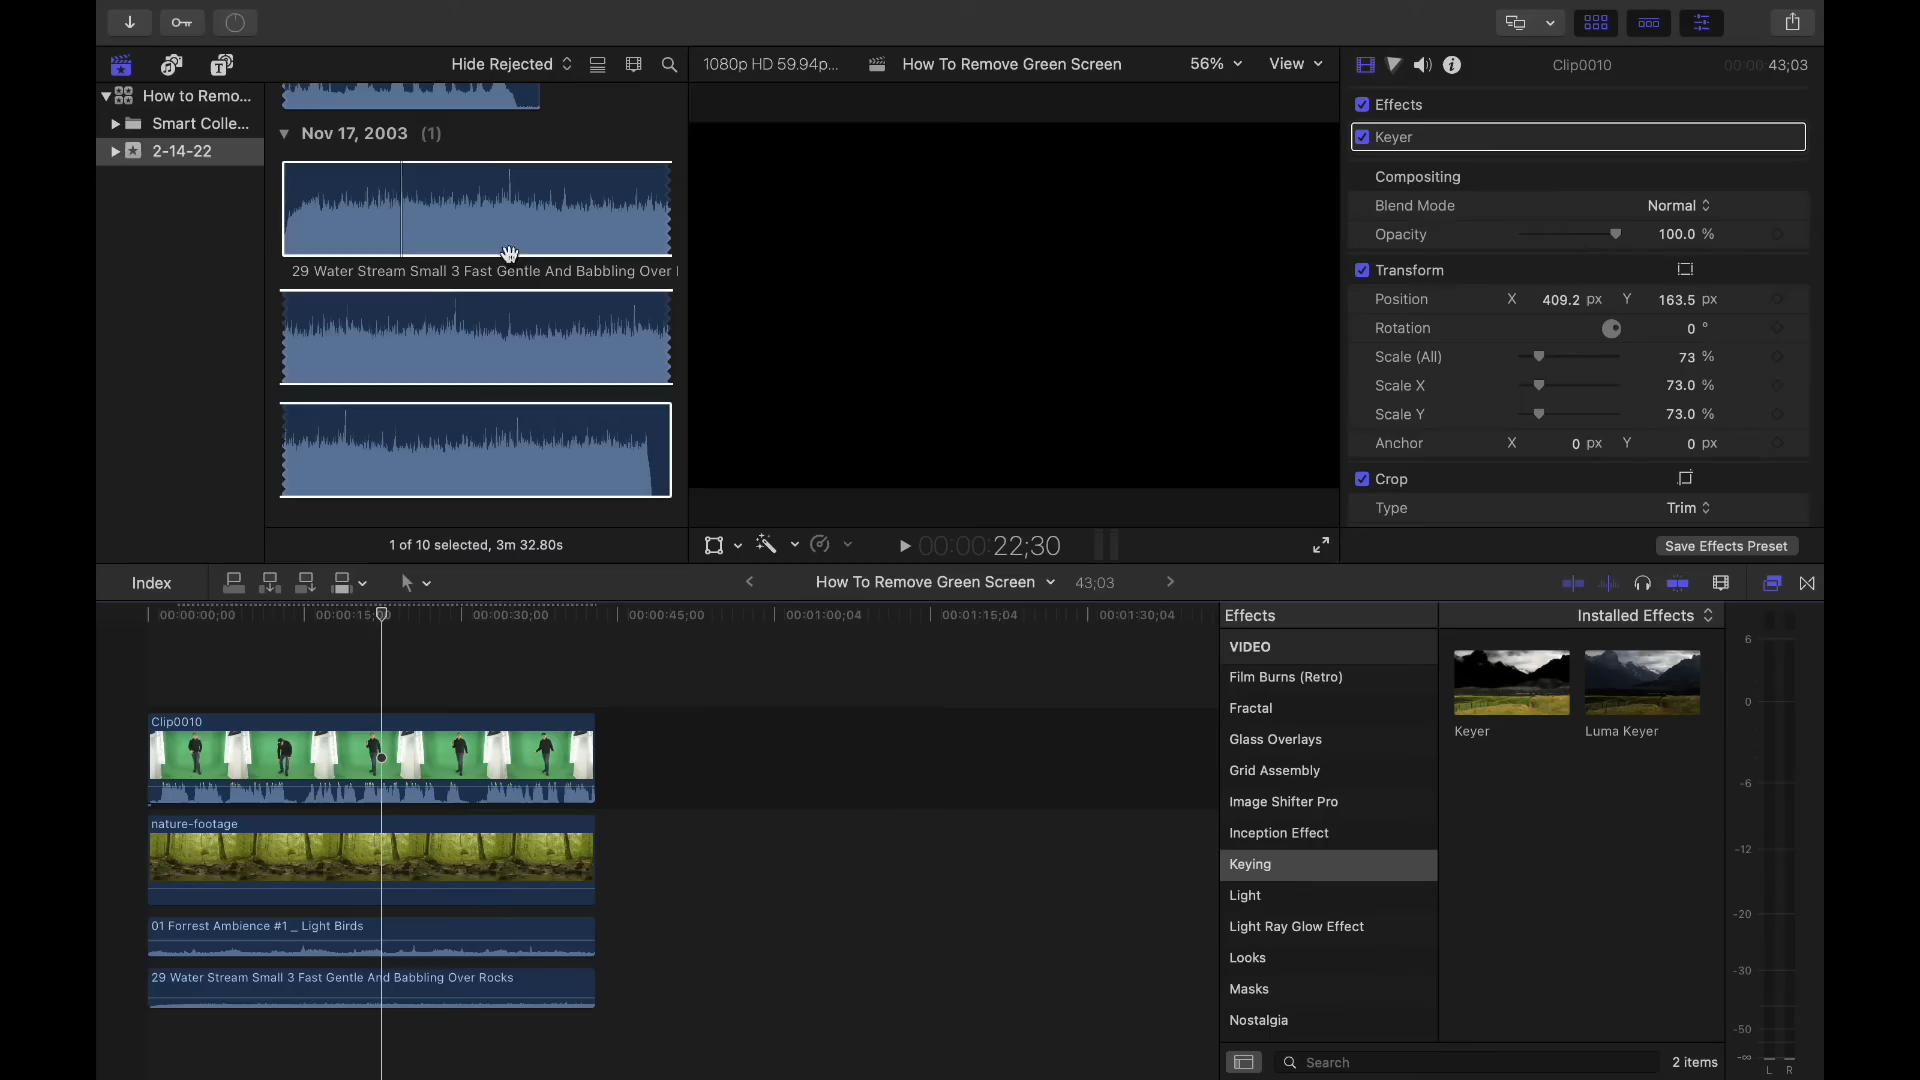 Hide Rejected
1080p HD 59.94p...
How To Remove Green Screen
56%
View
Clip0010
00:00:43;03
How to Remo...
Smart Colle...
2-14-22
Nov 17, 2003 (1)
29 Water Stream Small 3 Fast Gentle And Babbling Over
1 of 10 selected, 3m 32.80s
00:00:22;30
Effects
Keyer
Compositing
Blend Mode Normal
Opacity 100.0 %
Transform
Position X 409.2 px Y 163.5 px
Rotation 0 °
Scale (All) 73 %
Scale X 73.0 %
Scale Y 73.0 %
Anchor X 0 px Y 0 px
Crop
Type Trim
Save Effects Preset
Index
How To Remove Green Screen 43;03
00:00:00;00 00:00:15;00 00:00:30;00 00:00:45;00 00:01:00;04 00:01:15;04 00:01:30;04
Clip0010
nature-footage
01 Forrest Ambience #1 _ Light Birds
29 Water Stream Small 3 Fast Gentle And Babbling Over Rocks
Effects
Installed Effects
VIDEO
Film Burns (Retro)
Fractal
Glass Overlays
Grid Assembly
Image Shifter Pro
Inception Effect
Keying
Light
Light Ray Glow Effect
Looks
Masks
Nostalgia
Keyer
Luma Keyer
Search
2 items
6
0
-6
-12
-20
-30
-50
-∞
L R